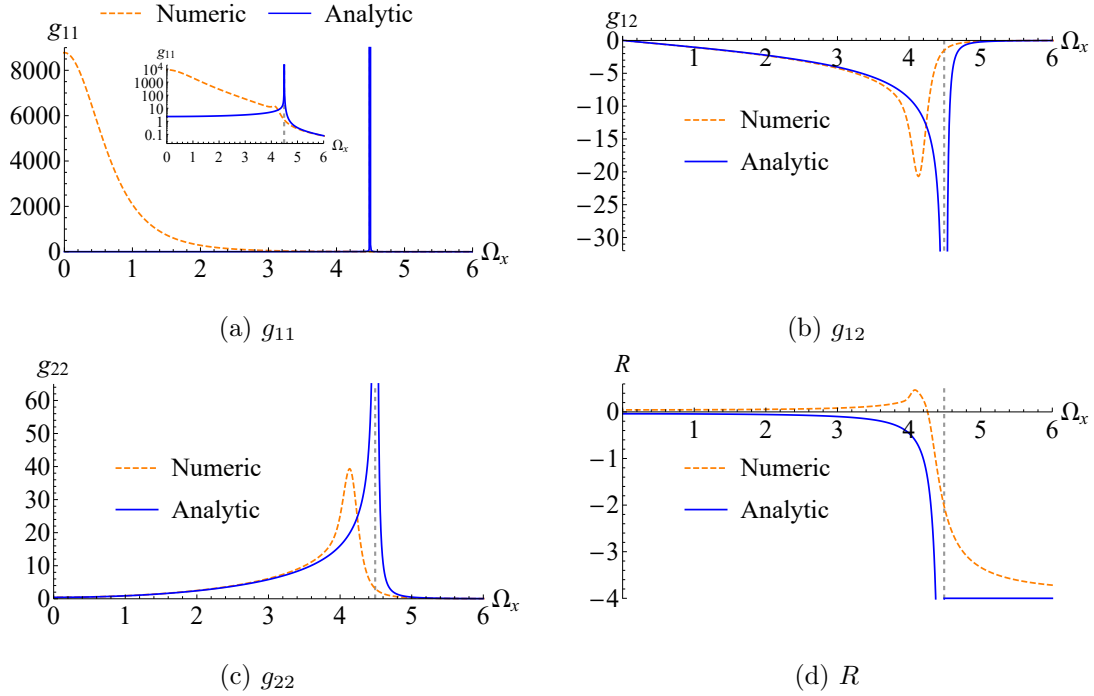 Numeric Analytic
g11
8000
6000
4000
2000
0
0 1 2 3 4 5 6
Ωx
g11
10^4
1000
100
10
1
0.1
0 1 2 3 4 5 6
Ωx
(a) g11
g12
0
−5
−10
−15
−20
−25
−30
1 2 3 4 5 6
Ωx
Numeric
Analytic
(b) g12
g22
60
50
40
30
20
10
0
0 1 2 3 4 5 6
Ωx
Numeric
Analytic
(c) g22
R
0
−1
−2
−3
−4
1 2 3 4 5 6
Ωx
Numeric
Analytic
(d) R